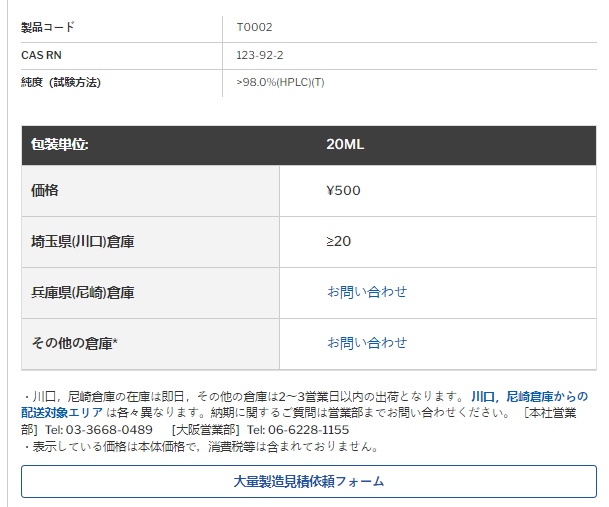 製品コード T0002
CAS RN 123-92-2
純度（試験方法) >98.0%(HPLC)(T)
包装単位: 20ML
価格 ¥500
埼玉県(川口)倉庫 ≥20
兵庫県(尼崎)倉庫 お問い合わせ
その他の倉庫* お問い合わせ
・川口，尼崎倉庫の在庫は即日，その他の倉庫は2～3営業日以内の出荷となります。 川口，尼崎倉庫からの
配送対象エリア は各々異なります。納期に関するご質問は営業部までお問い合わせください。 ［本社営業
部］Tel: 03-3668-0489 ［大阪営業部］Tel: 06-6228-1155
・表示している価格は本体価格で，消費税等は含まれておりません。
大量製造見積依頼フォーム